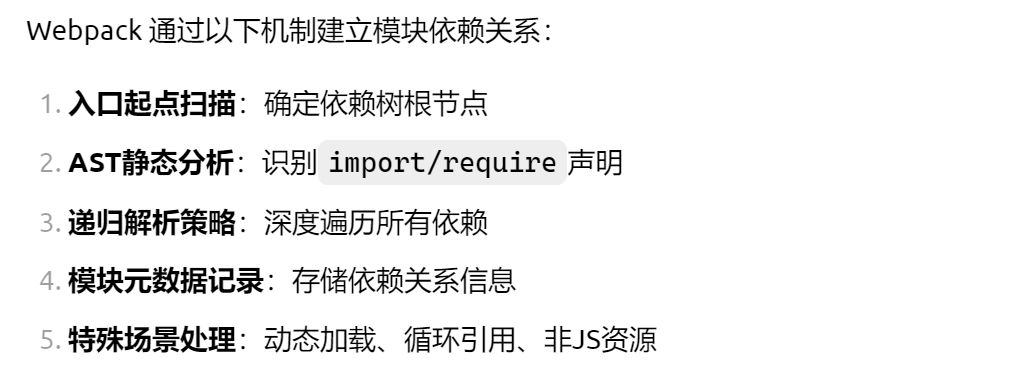 Webpack 通过以下机制建立模块依赖关系：
1. 入口起点扫描：确定依赖树根节点
2. AST静态分析：识别 import/require 声明
3. 递归解析策略：深度遍历所有依赖
4. 模块元数据记录：存储依赖关系信息
5. 特殊场景处理：动态加载、循环引用、非JS资源